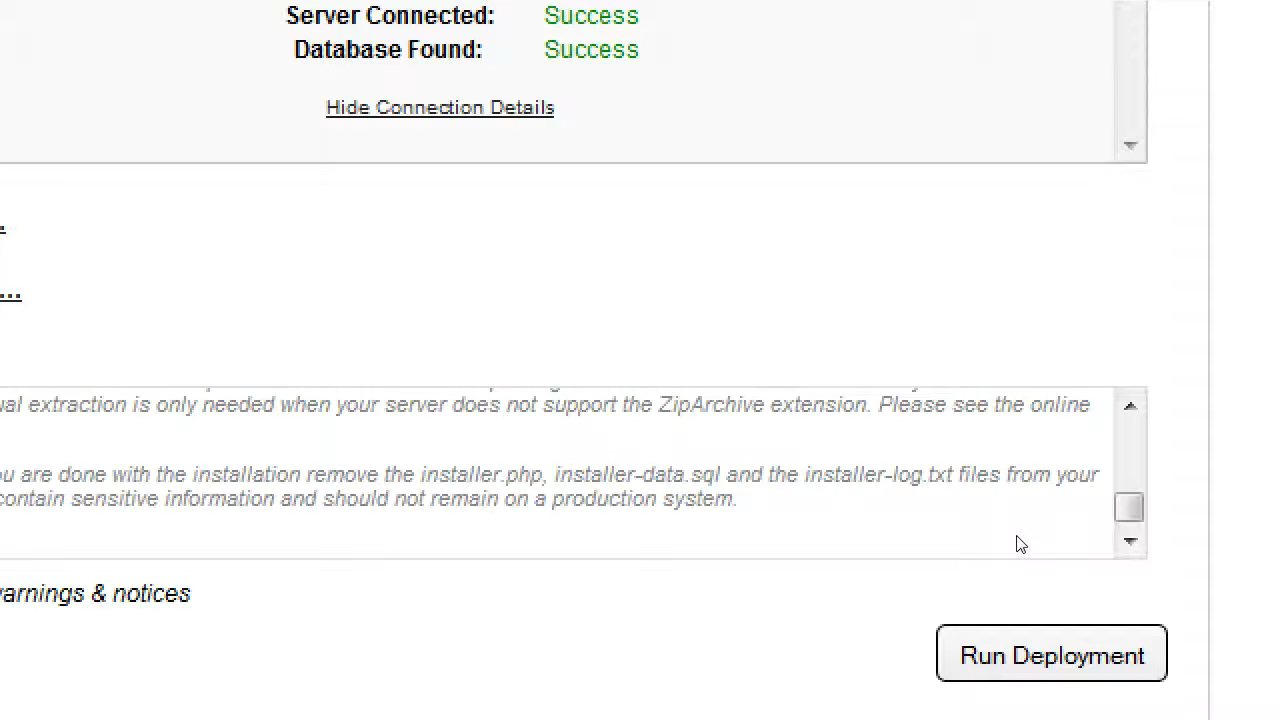 Server Connected: Success
Database Found: Success
Hide Connection Details
.
...
extraction is only needed when your server does not support the ZipArchive extension. Please see the online
are done with the installation remove the installer.php, installer-data.sql and the installer-log.txt files from your
contain sensitive information and should not remain on a production system.
warnings & notices
Run Deployment